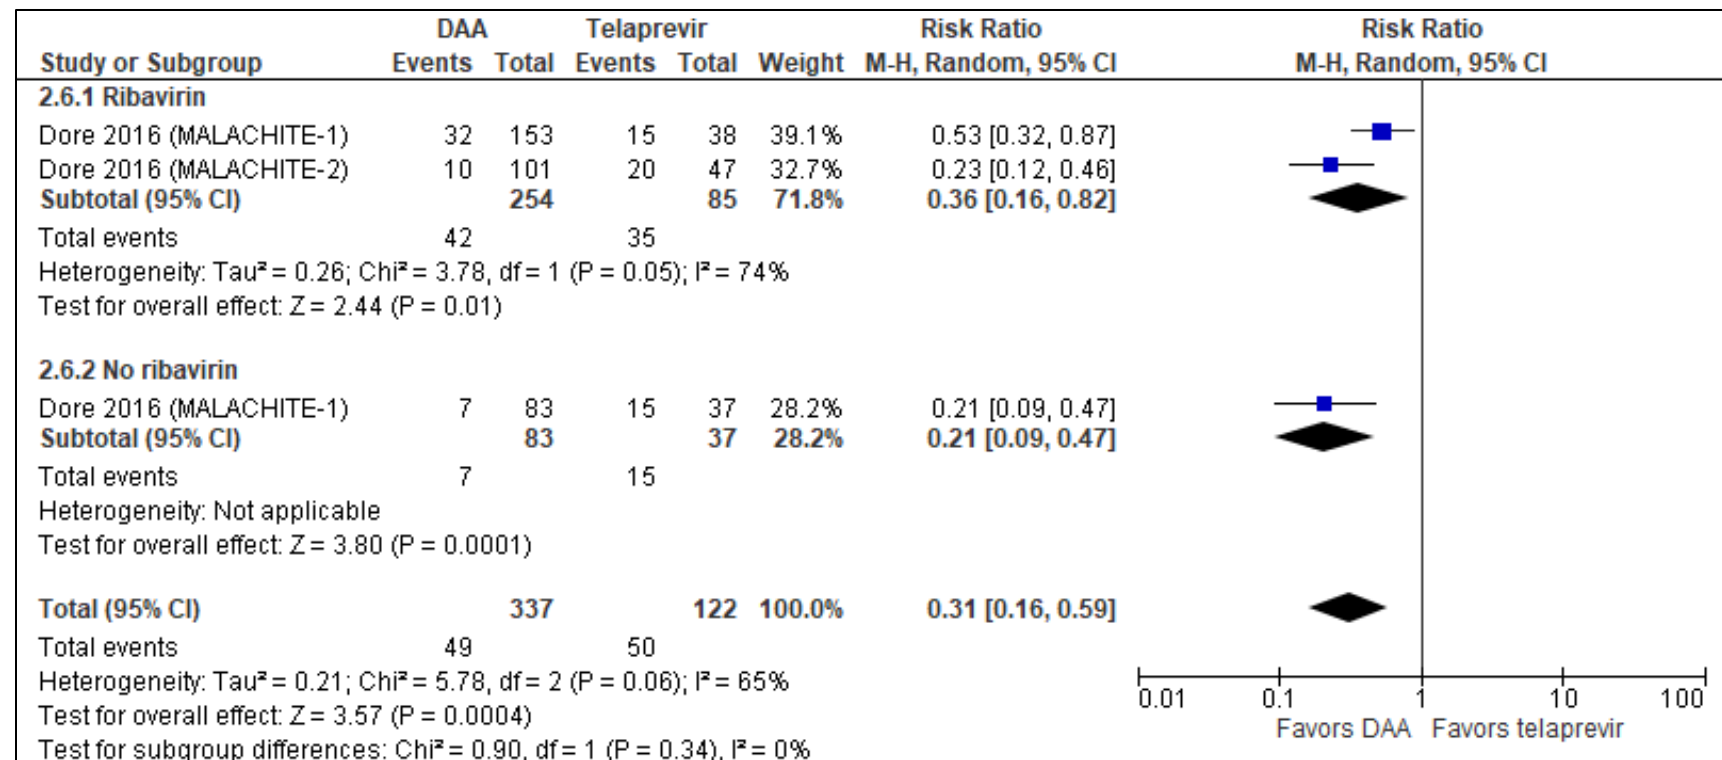 DAA Telaprevir Risk Ratio Risk Ratio
Study or Subgroup Events Total Events Total Weight M-H, Random, 95% CI M-H, Random, 95% CI
2.6.1 Ribavirin
Dore 2016 (MALACHITE-1) 32 153 15 38 39.1% 0.53 [0.32, 0.87]
Dore 2016 (MALACHITE-2) 10 101 20 47 32.7% 0.23 [0.12, 0.46]
Subtotal (95% CI) 254 85 71.8% 0.36 [0.16, 0.82]
Total events 42 35
Heterogeneity: Tau² = 0.26; Chi² = 3.78, df = 1 (P = 0.05); I² = 74%
Test for overall effect: Z = 2.44 (P = 0.01)
2.6.2 No ribavirin
Dore 2016 (MALACHITE-1) 7 83 15 37 28.2% 0.21 [0.09, 0.47]
Subtotal (95% CI) 83 37 28.2% 0.21 [0.09, 0.47]
Total events 7 15
Heterogeneity: Not applicable
Test for overall effect: Z = 3.80 (P = 0.0001)
Total (95% CI) 337 122 100.0% 0.31 [0.16, 0.59]
Total events 49 50
Heterogeneity: Tau² = 0.21; Chi² = 5.78, df = 2 (P = 0.06); I² = 65%
Test for overall effect: Z = 3.57 (P = 0.0004)
Test for subgroup differences: Chi² = 0.90, df = 1 (P = 0.34), I² = 0%
0.01 0.1 1 10 100
Favors DAA Favors telaprevir